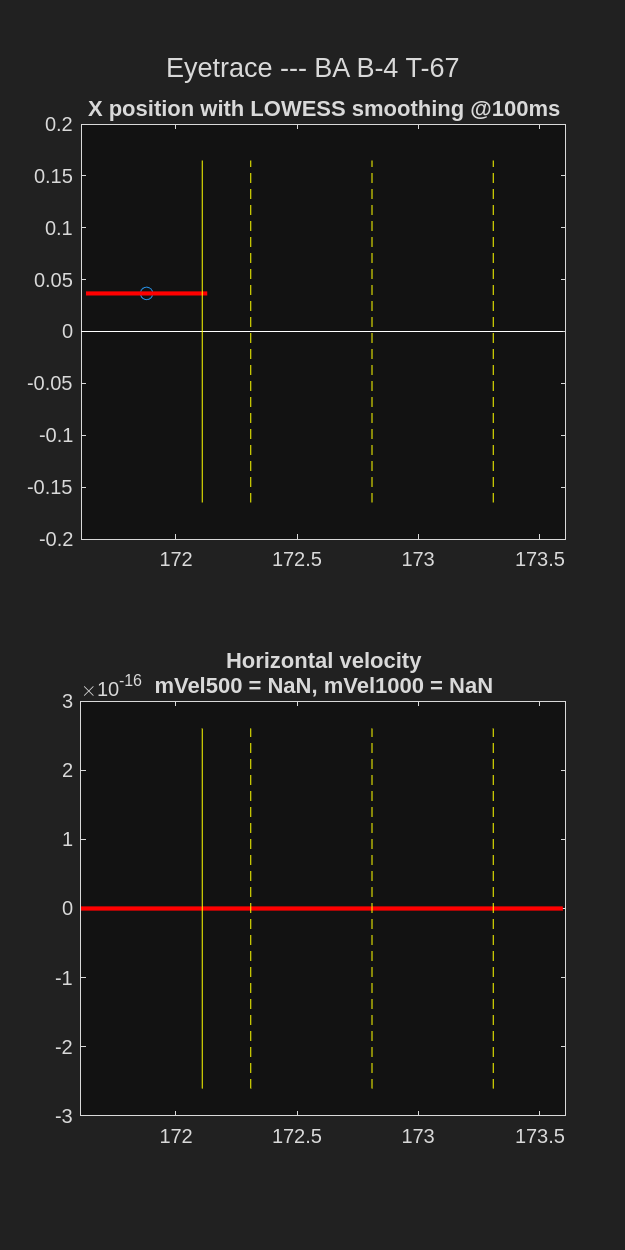 Eyetrace --- BA B-4 T-67
X position with LOWESS smoothing @100ms
0.2
0.15
0.1
0.05
0
-0.05
-0.1
-0.15
-0.2
172 172.5 173 173.5
Horizontal velocity
×10-16 mVel500 = NaN, mVel1000 = NaN
3
2
1
0
-1
-2
-3
172 172.5 173 173.5